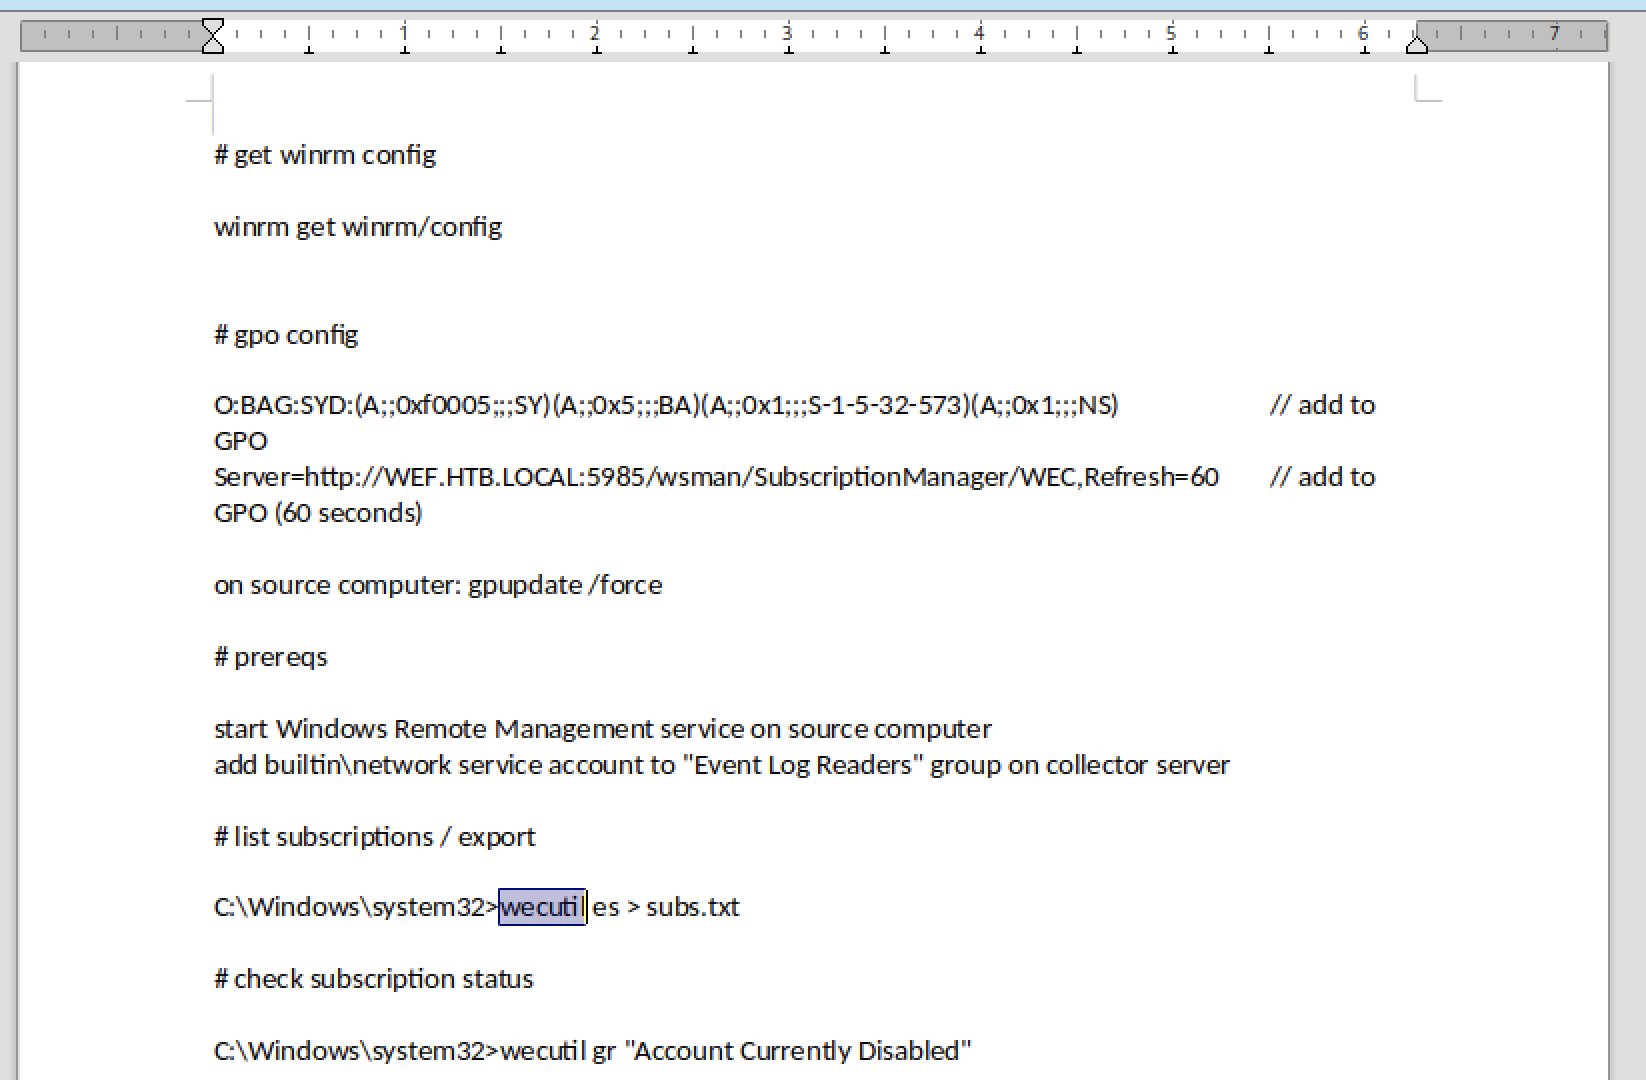 1 2 3 4 5 6 7
# get winrm config
winrm get winrm/config
# gpo config
O:BAG:SYD:(A;;0xf0005;;;SY)(A;;0x5;;;BA)(A;;0x1;;;S-1-5-32-573)(A;;0x1;;;NS) // add to
GPO
Server=http://WEF.HTB.LOCAL:5985/wsman/SubscriptionManager/WEC,Refresh=60 // add to
GPO (60 seconds)
on source computer: gpupdate /force
# prereqs
start Windows Remote Management service on source computer
add builtin\network service account to "Event Log Readers" group on collector server
# list subscriptions / export
C:\Windows\system32>wecutil es > subs.txt
# check subscription status
C:\Windows\system32>wecutil gr "Account Currently Disabled"